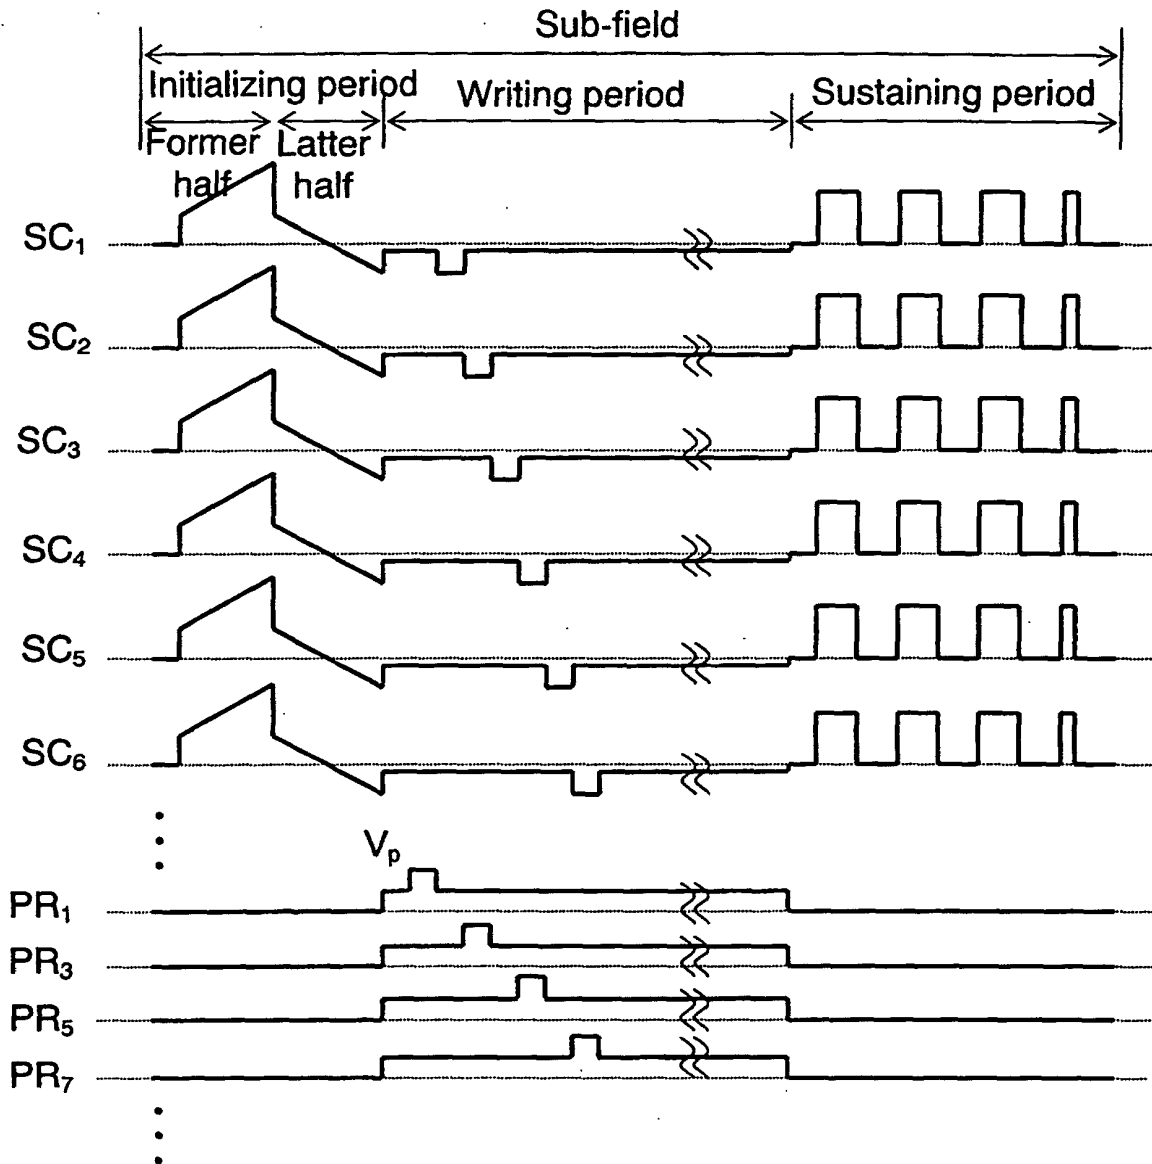 Sub-field
Initializing period
Writing period
Sustaining period
Former half
Latter half
SC₁
SC₂
SC₃
SC₄
SC₅
SC₆
Vₚ
PR₁
PR₃
PR₅
PR₇